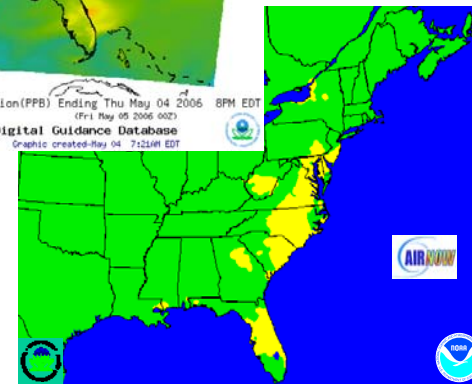 ion(PPB) Ending Thu May 04 2006 8PM EDT
(Fri May 05 2006 00Z)
igital Guidance Database
Graphic created-May 04 7:21AM EDT
AIRNOW
noaa